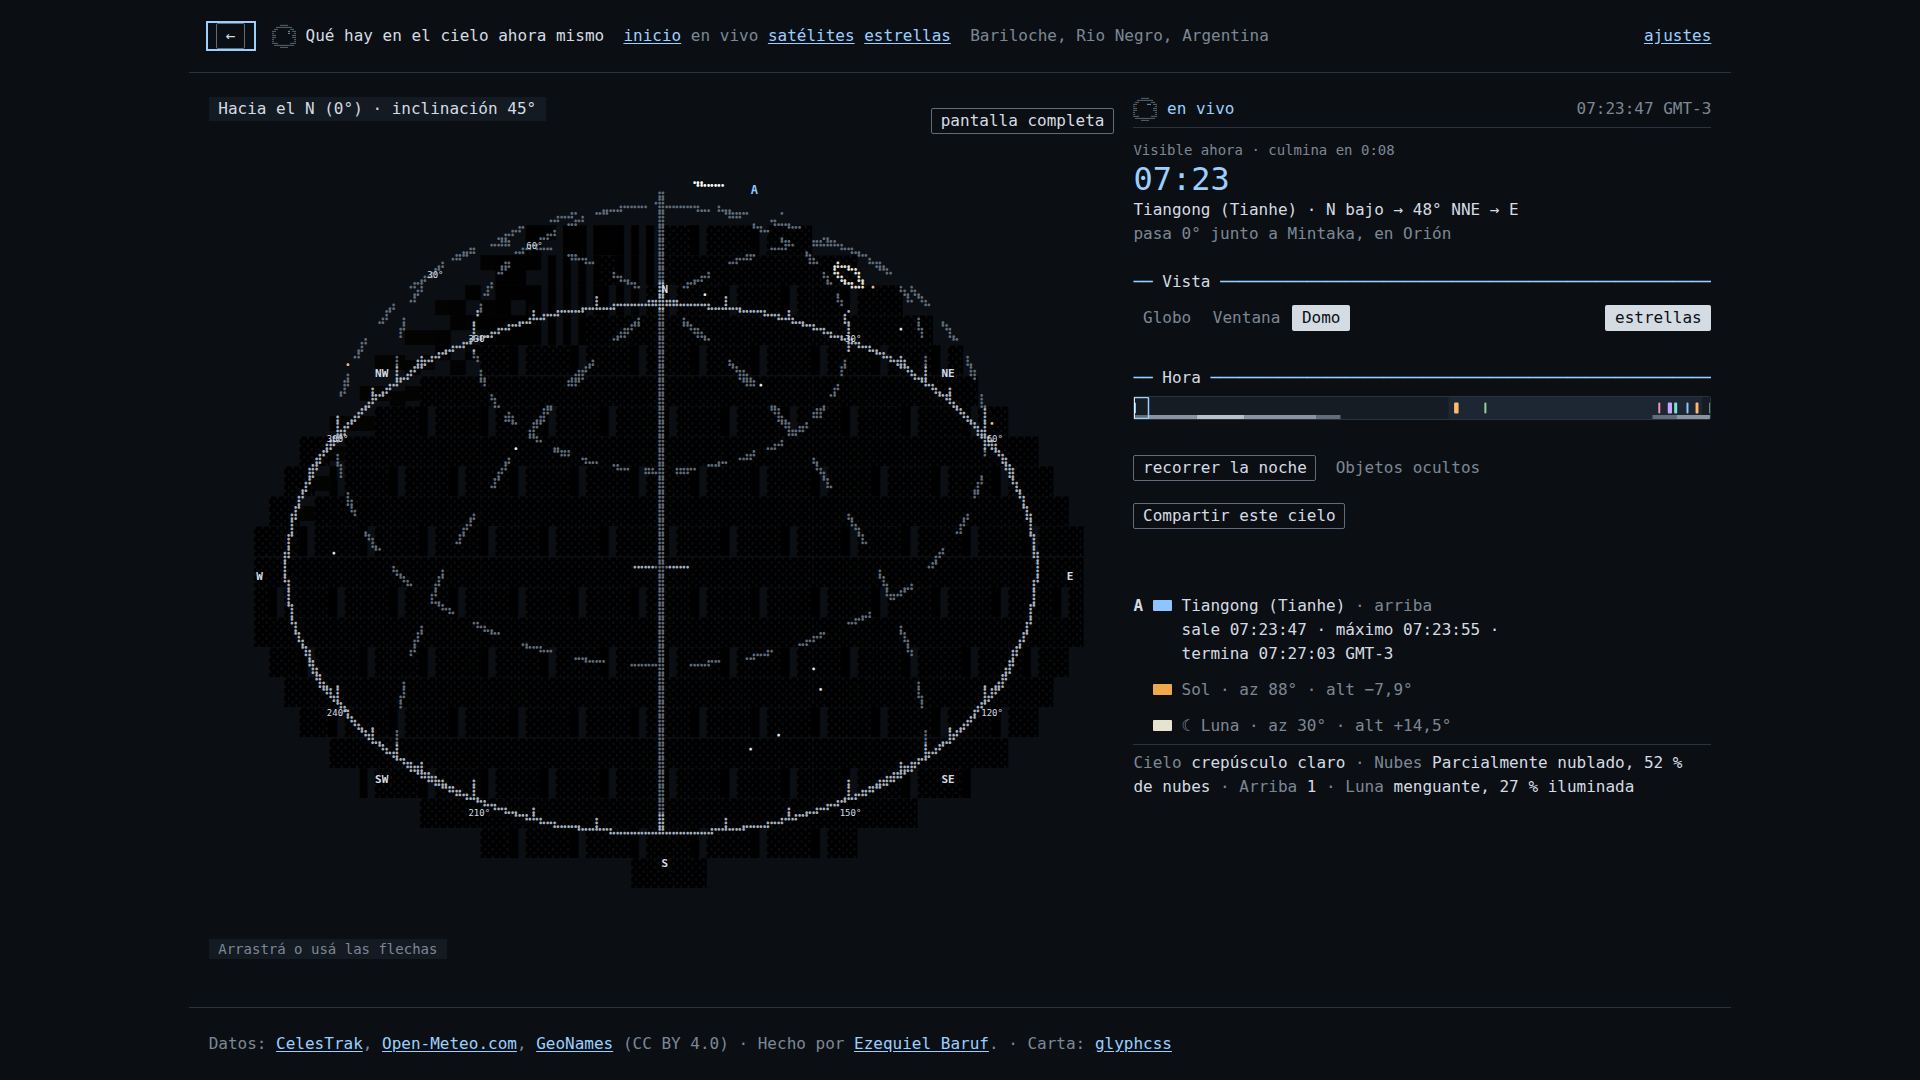 ← Qué hay en el cielo ahora mismo inicio en vivo satélites estrellas Bariloche, Rio Negro, Argentina ajustes
Hacia el N (0°) · inclinación 45°
pantalla completa
A
60°
30°
N
330°
30°
NW
NE
300°
60°
W
E
240°
120°
SW
SE
210°
150°
S
Arrastrá o usá las flechas
en vivo 07:23:47 GMT-3
Visible ahora · culmina en 0:08
07:23
Tiangong (Tianhe) · N bajo → 48° NNE → E
pasa 0° junto a Mintaka, en Orión
Vista
Globo Ventana Domo estrellas
Hora
recorrer la noche Objetos ocultos
Compartir este cielo
A Tiangong (Tianhe) · arriba
sale 07:23:47 · máximo 07:23:55 ·
termina 07:27:03 GMT-3
Sol · az 88° · alt −7,9°
☾ Luna · az 30° · alt +14,5°
Cielo crepúsculo claro · Nubes Parcialmente nublado, 52 %
de nubes · Arriba 1 · Luna menguante, 27 % iluminada
Datos: CelesTrak, Open-Meteo.com, GeoNames (CC BY 4.0) · Hecho por Ezequiel Baruf. · Carta: glyphcss